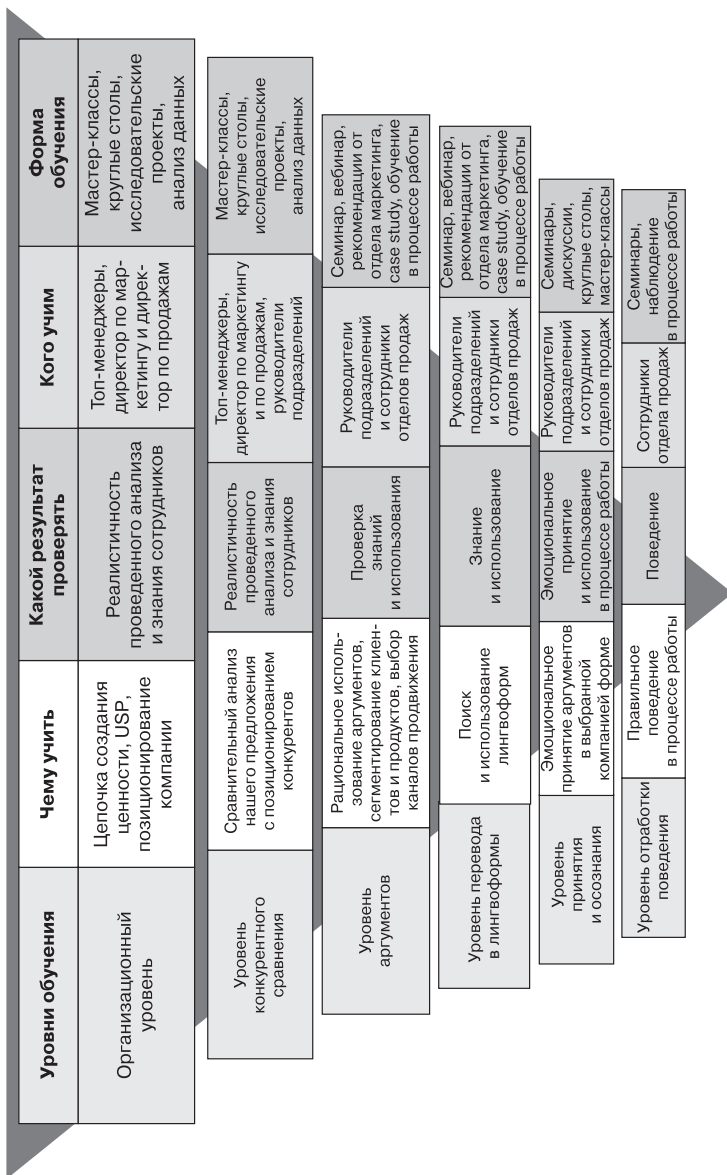 Уровни обучения
Чему учить
Какой результат
проверять
Кого учим
Форма
обучения
Организационный
уровень
Цепочка создания
ценности, USP,
позиционирование
компании
Реалистичность
проведенного анализа
и знания сотрудников
Топ-менеджеры,
директор по мар-
кетингу и дирек-
тор по продажам
Мастер-классы,
круглые столы,
исследовательские
проекты,
анализ данных
Уровень
конкурентного
сравнения
Сравнительный анализ
нашего предложения
с позиционированием
конкурентов
Реалистичность
проведенного
анализа и знания
сотрудников
Топ-менеджеры,
директор по маркетингу
и по продажам,
руководители
подразделений
Мастер-классы,
круглые столы,
исследовательские
проекты,
анализ данных
Уровень
аргументов
Рациональное исполь-
зование аргументов,
сегментирование клиен-
тов и продуктов, выбор
каналов продвижения
Проверка
знаний
и использования
Руководители
подразделений
и сотрудники
отделов продаж
Семинар, вебинар,
рекомендации от
отдела маркетинга,
case study, обучение
в процессе работы
Уровень перевода
в лингвоформы
Поиск
и использование
лингвоформ
Знание
и использование
Руководители
подразделений
и сотрудники
отделов продаж
Семинар, вебинар,
рекомендации от
отдела маркетинга,
case study, обучение
в процессе работы
Уровень
принятия
и осознания
Эмоциональное
принятие аргументов
в выбранной
компанией форме
Эмоциональное
принятие
и использование
в процессе работы
Руководители
подразделений
и сотрудники
отделов продаж
Семинары,
дискуссии,
круглые столы,
мастер-классы
Уровень отработки
поведения
Правильное
поведение
в процессе работы
Поведение
Сотрудники
отдела продаж
Семинары,
наблюдение
в процессе работы